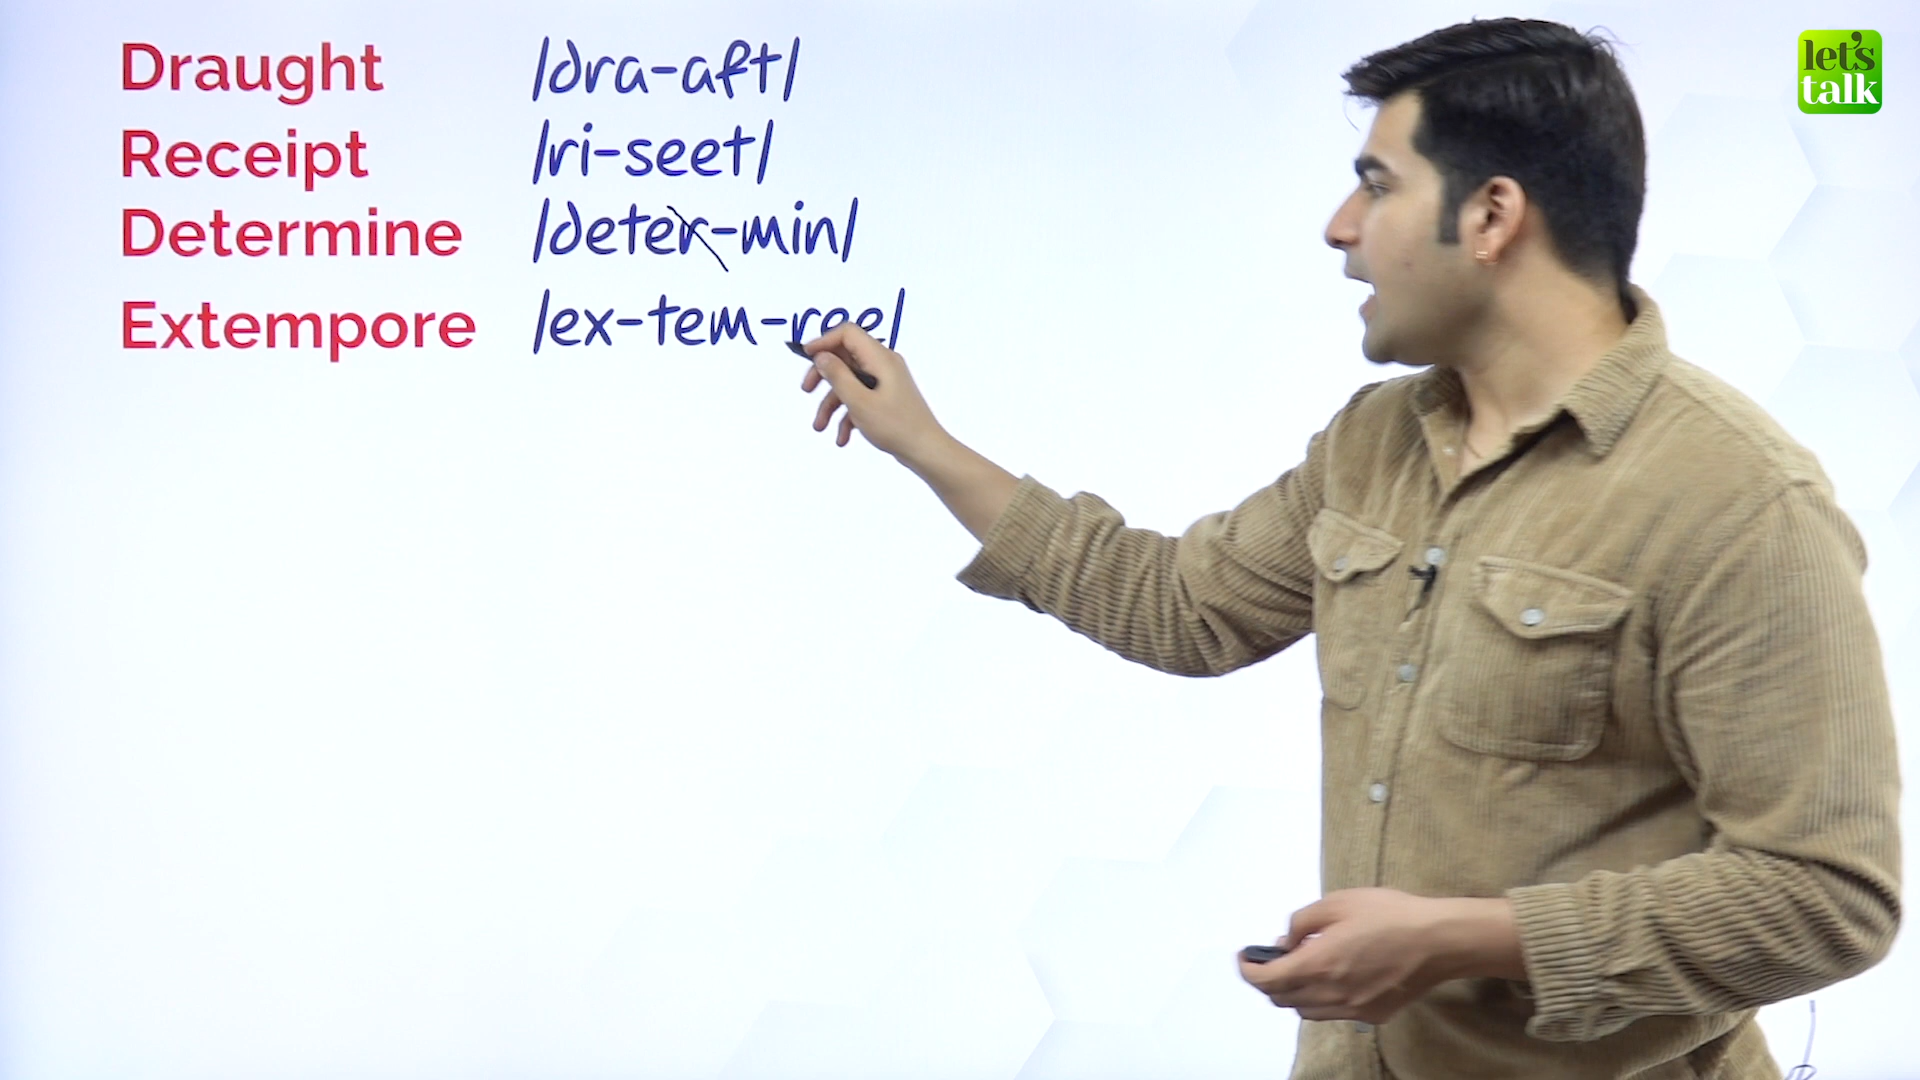 Draught /dra-aft/
Receipt /ri-seet/
Determine /deter-min/
Extempore /ex-tem-ree/
let's
talk